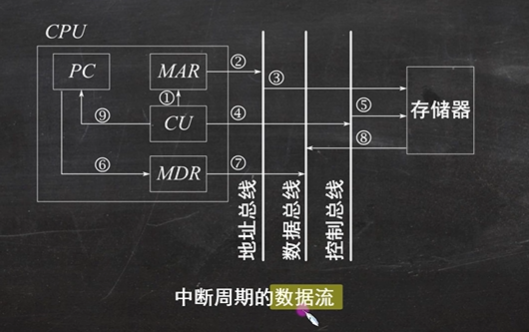 CPU
PC
MAR
②
③
①
⑨
CU
④
⑤
存储器
⑧
⑥
MDR
⑦
地址总线
数据总线
控制总线
中断周期的数据流